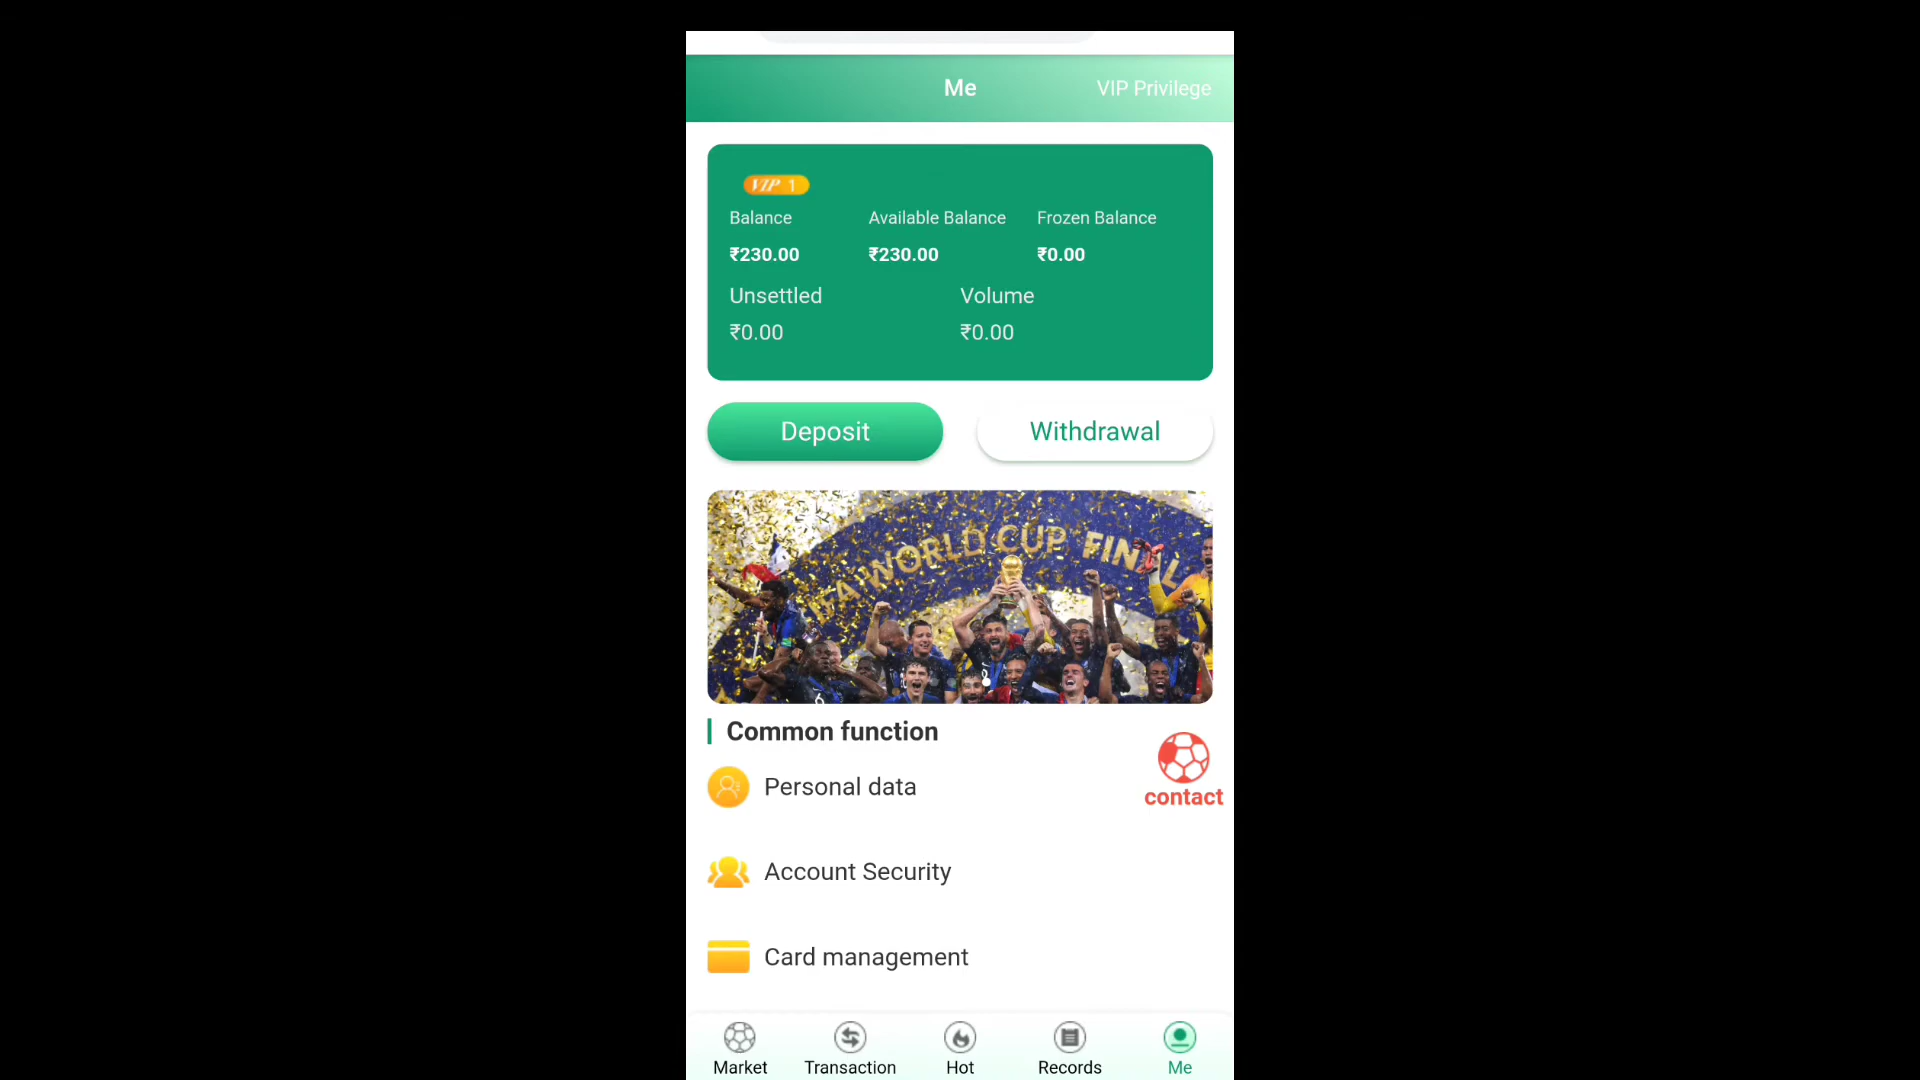 Me
VIP Privilege
VIP 1
Balance
Available Balance
Frozen Balance
₹230.00
₹230.00
₹0.00
Unsettled
Volume
₹0.00
₹0.00
Deposit
Withdrawal
FA WORLD CUP FINAL
6
Common function
contact
Personal data
Account Security
Card management
Market
Transaction
Hot
Records
Me